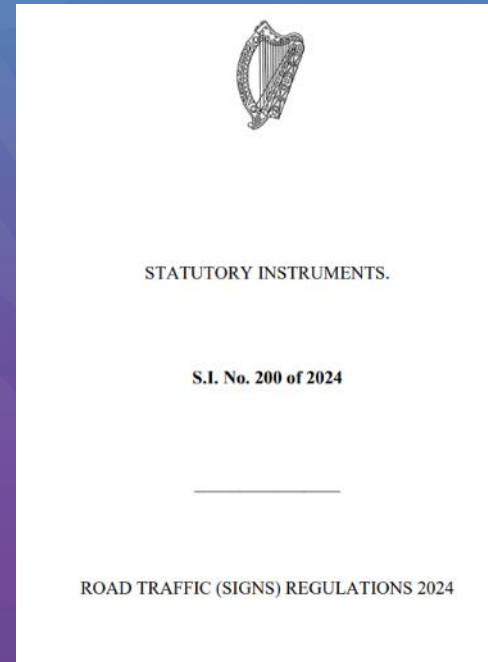 STATUTORY INSTRUMENTS.
S.I. No. 200 of 2024
ROAD TRAFFIC (SIGNS) REGULATIONS 2024